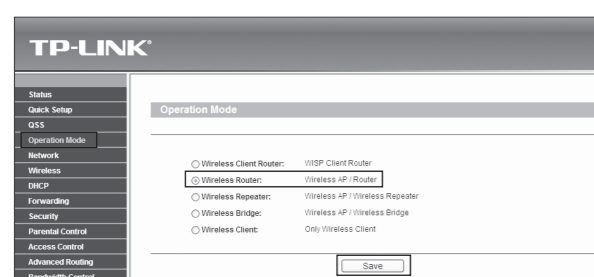 TP-LINK®
Status
Quick Setup
QSS
Operation Mode
Network
Wireless
DHCP
Forwarding
Security
Parental Control
Access Control
Advanced Routing
Bandwidth Control
Operation Mode
Wireless Client Router: WISP Client Router
Wireless Router: Wireless AP / Router
Wireless Repeater: Wireless AP / Wireless Repeater
Wireless Bridge: Wireless AP / Wireless Bridge
Wireless Client: Only Wireless Client
Save